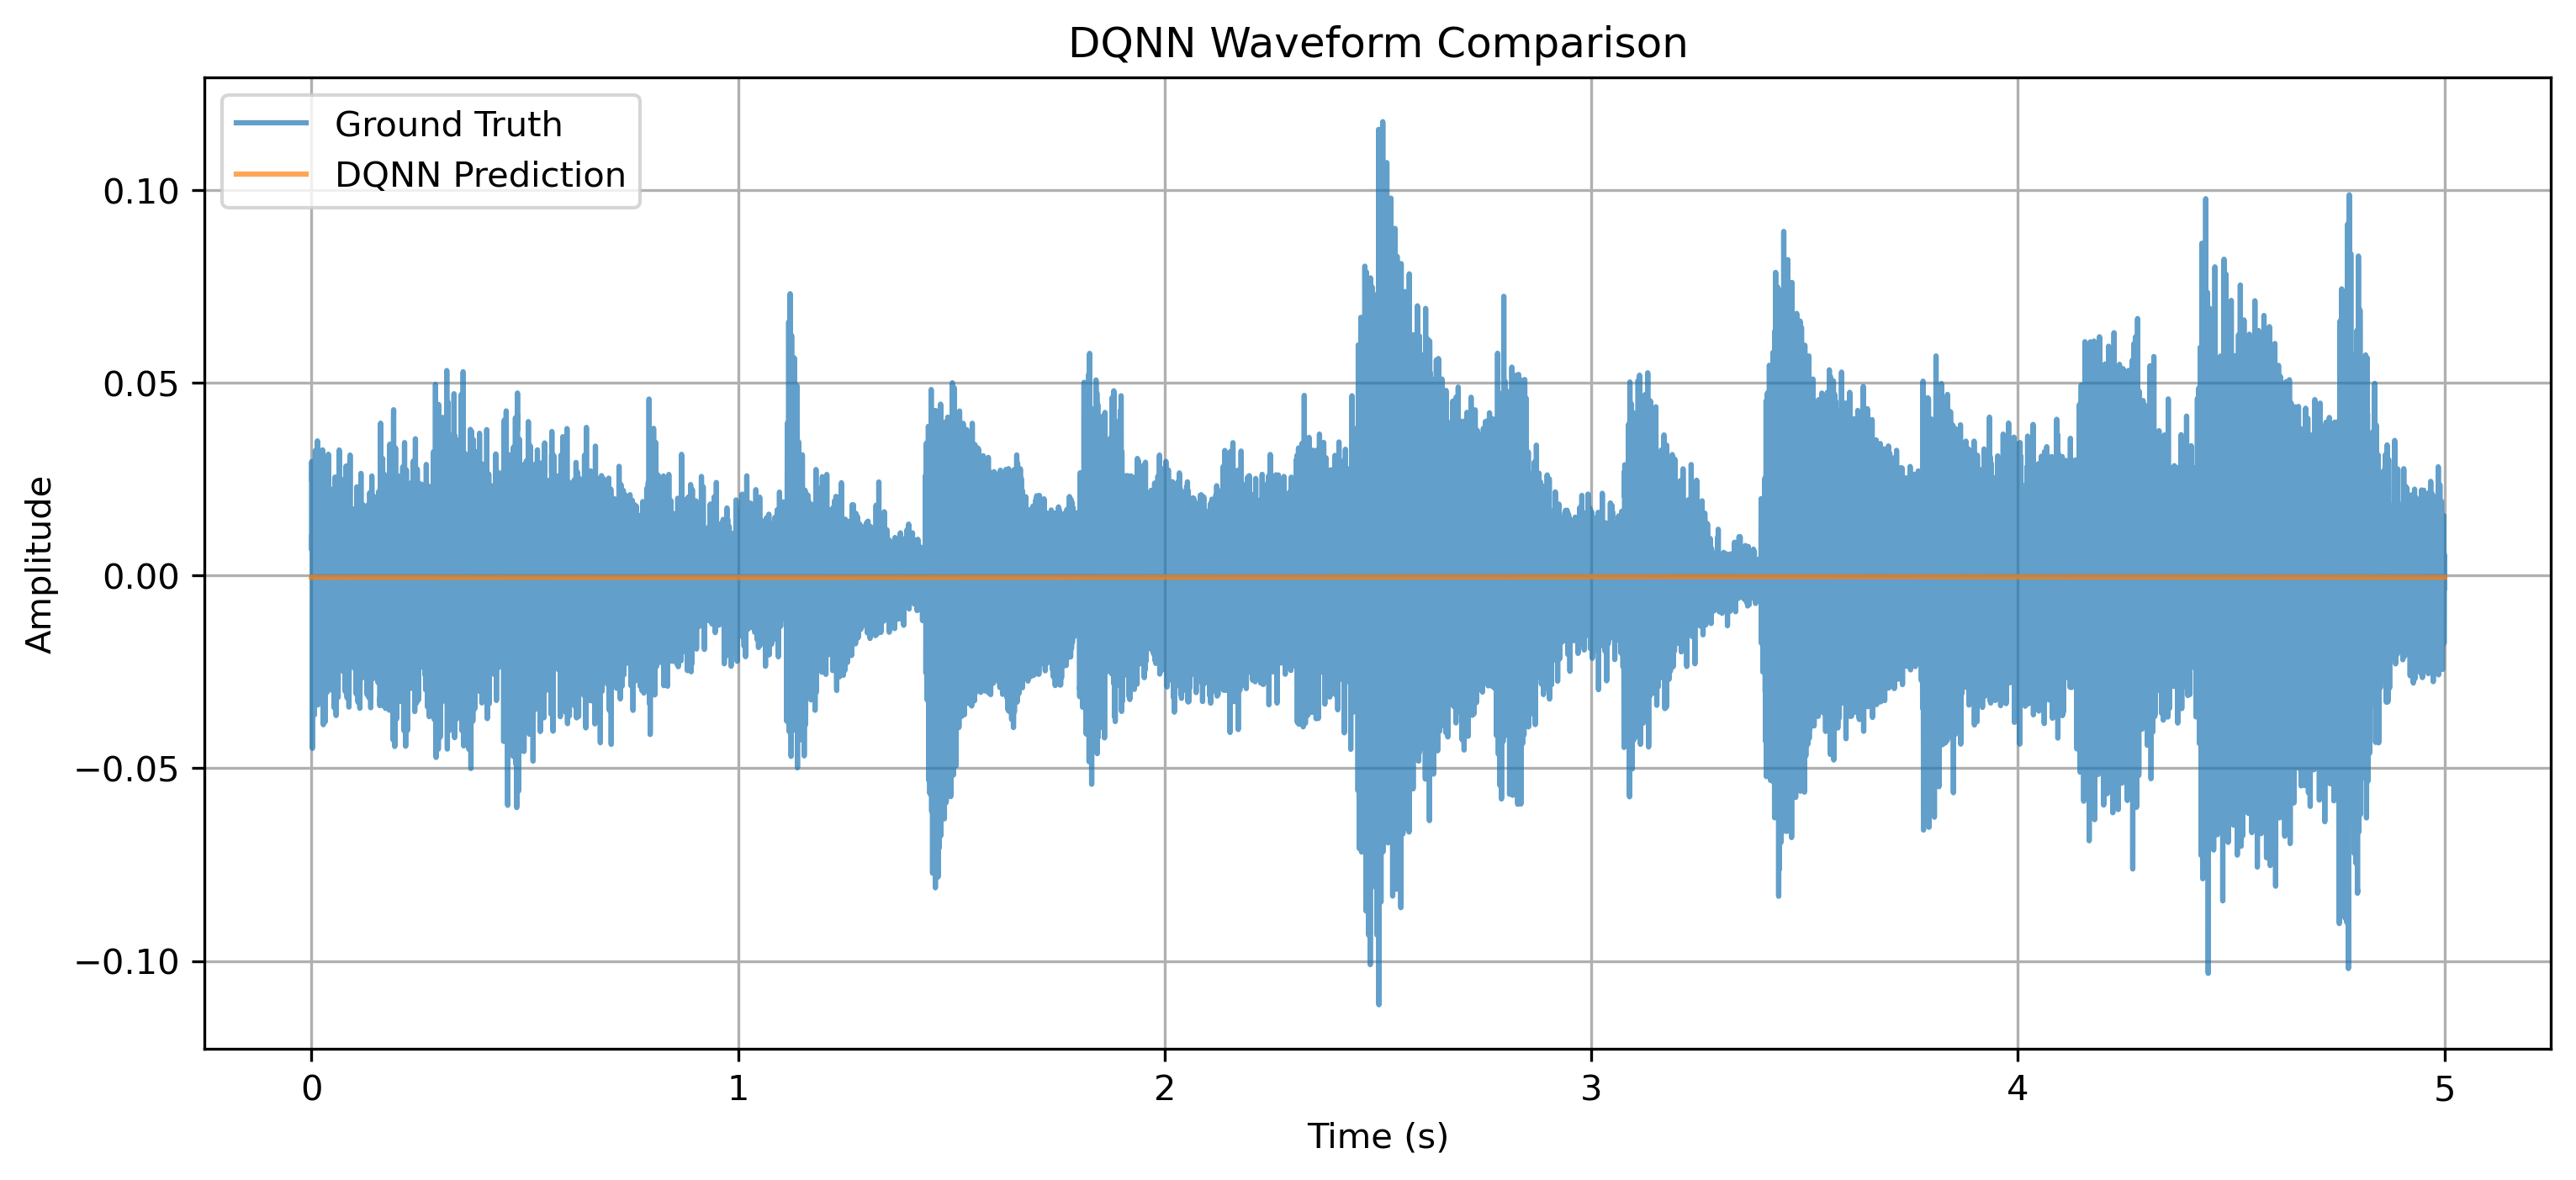 DQNN Waveform Comparison
Ground Truth
DQNN Prediction
Amplitude
0.10
0.05
0.00
−0.05
−0.10
0 1 2 3 4 5
Time (s)